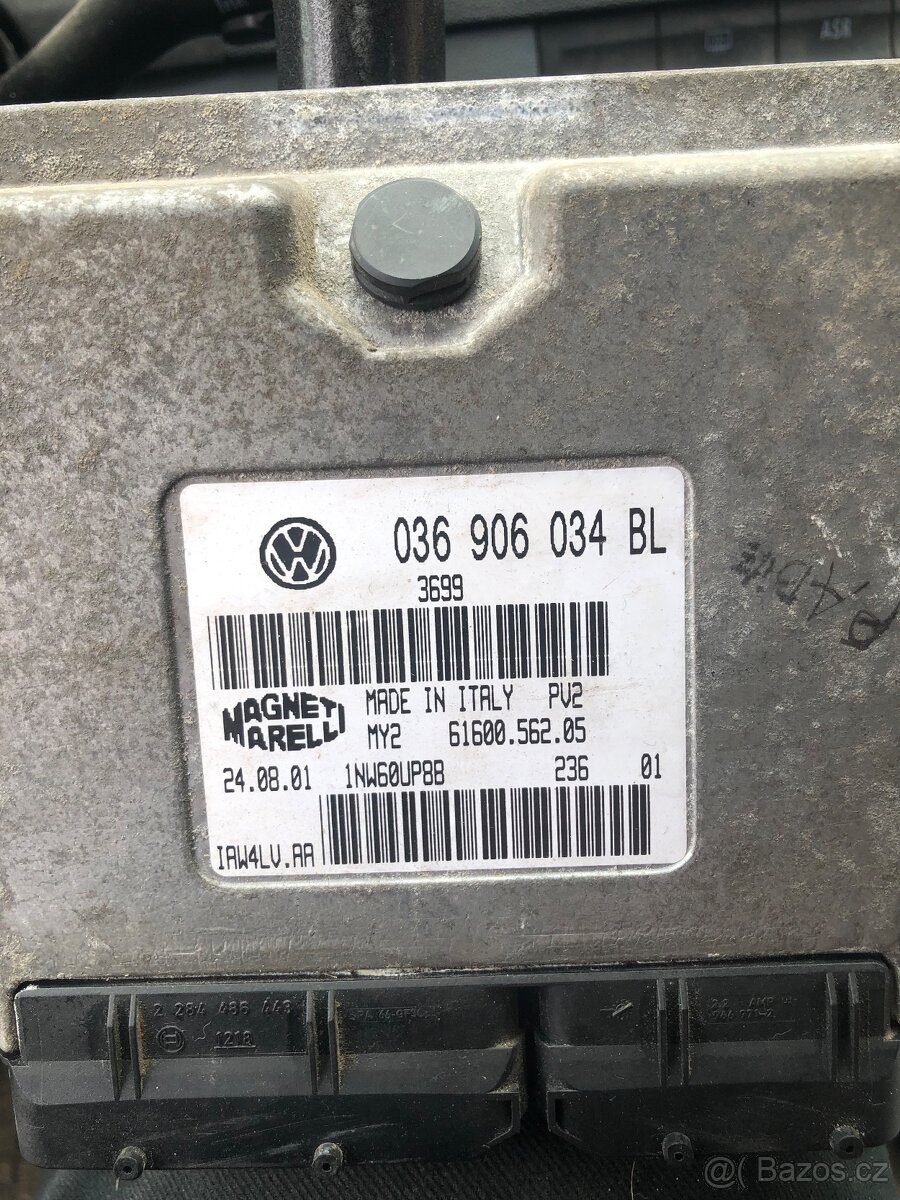 ASR
036 906 034 BL
3699
MAGNETI
MARELLI
MADE IN ITALY PV2
MY2 61600.562.05
24.08.01 1NW60UP8B 236 01
IAW4LV.AA
2 284 486 443
1218
@( Bazos.cz